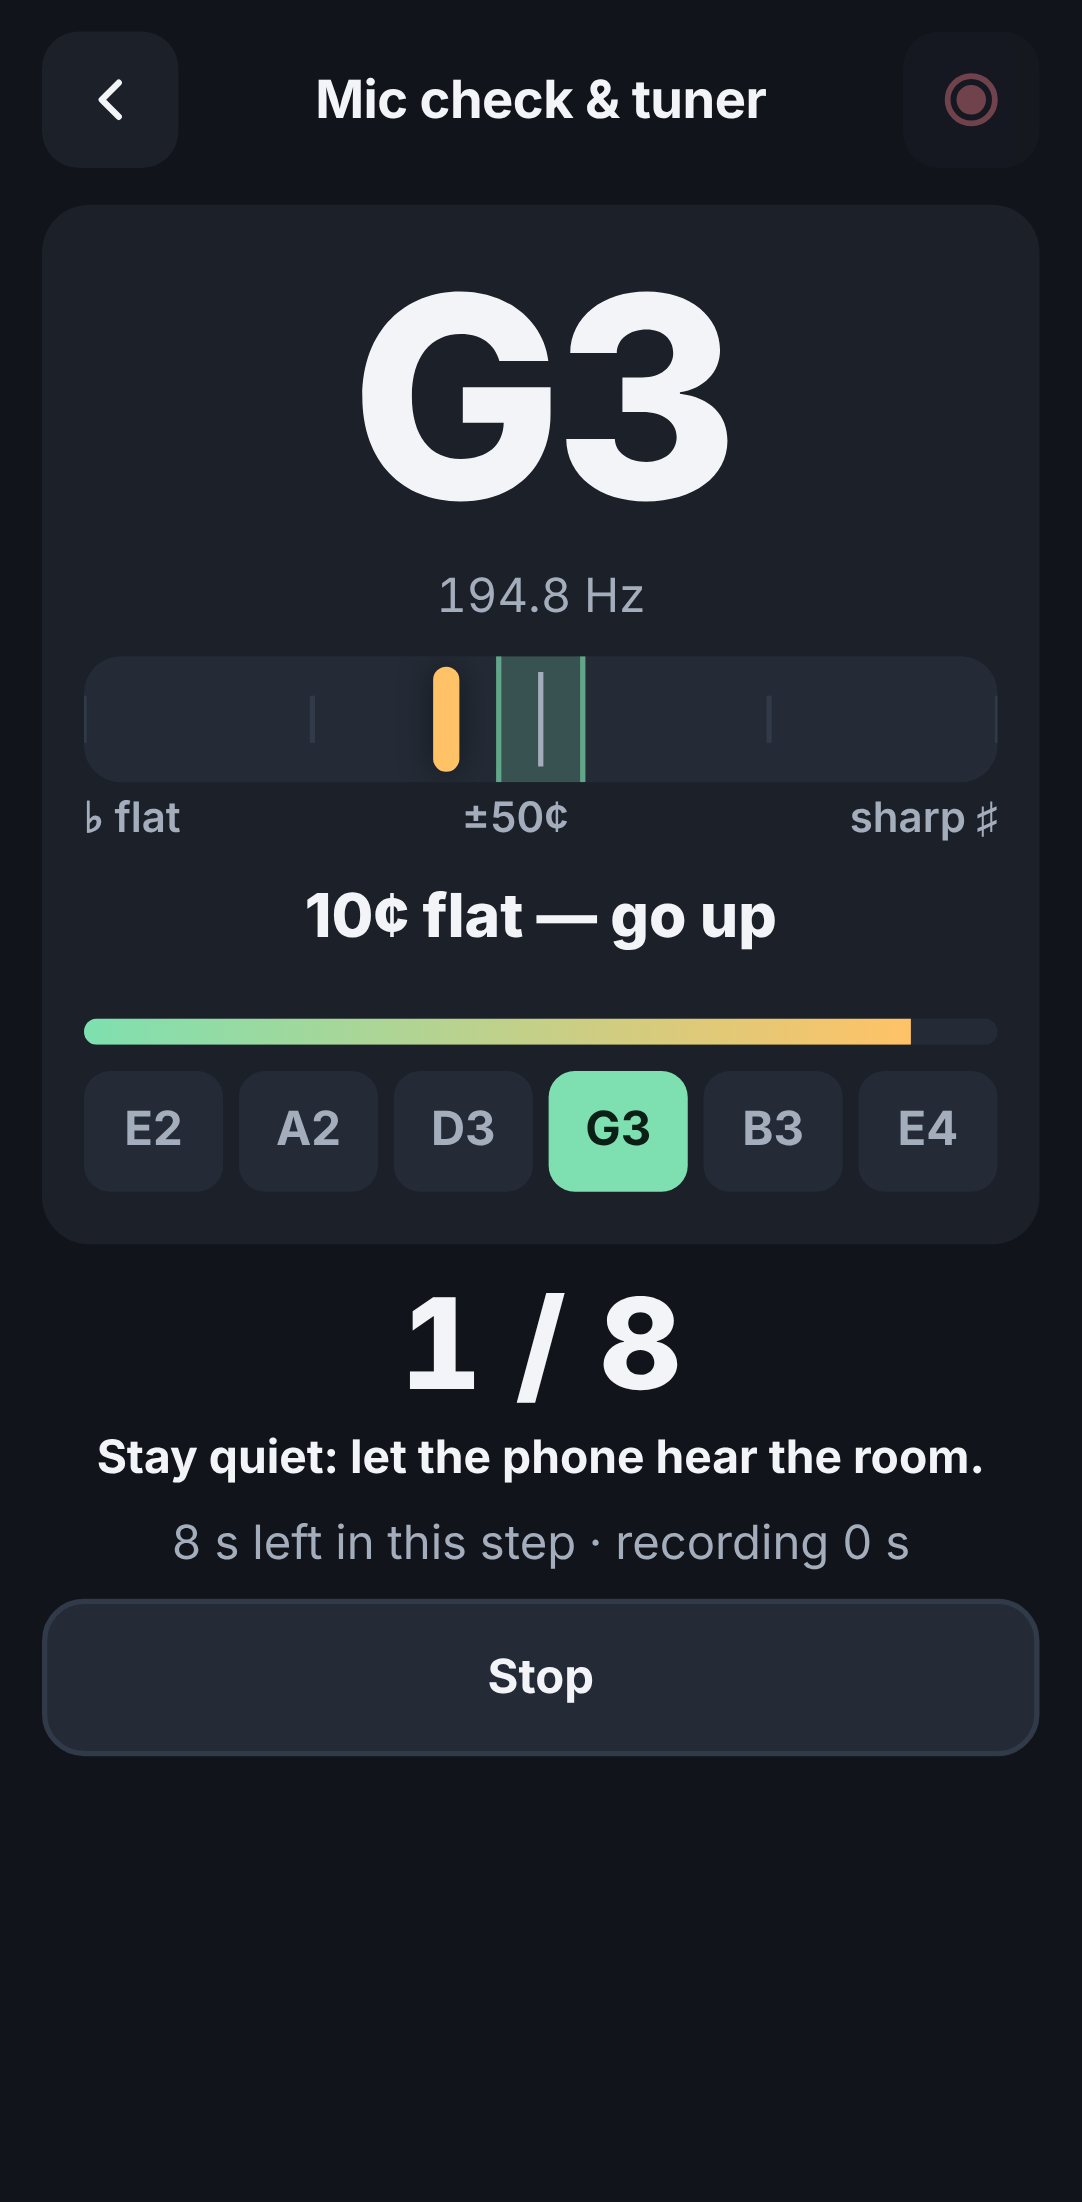 Mic check & tuner
G3
194.8 Hz
♭ flat
±50¢
sharp ♯
10¢ flat — go up
E2 A2 D3 G3 B3 E4
1 / 8
Stay quiet: let the phone hear the room.
8 s left in this step · recording 0 s
Stop